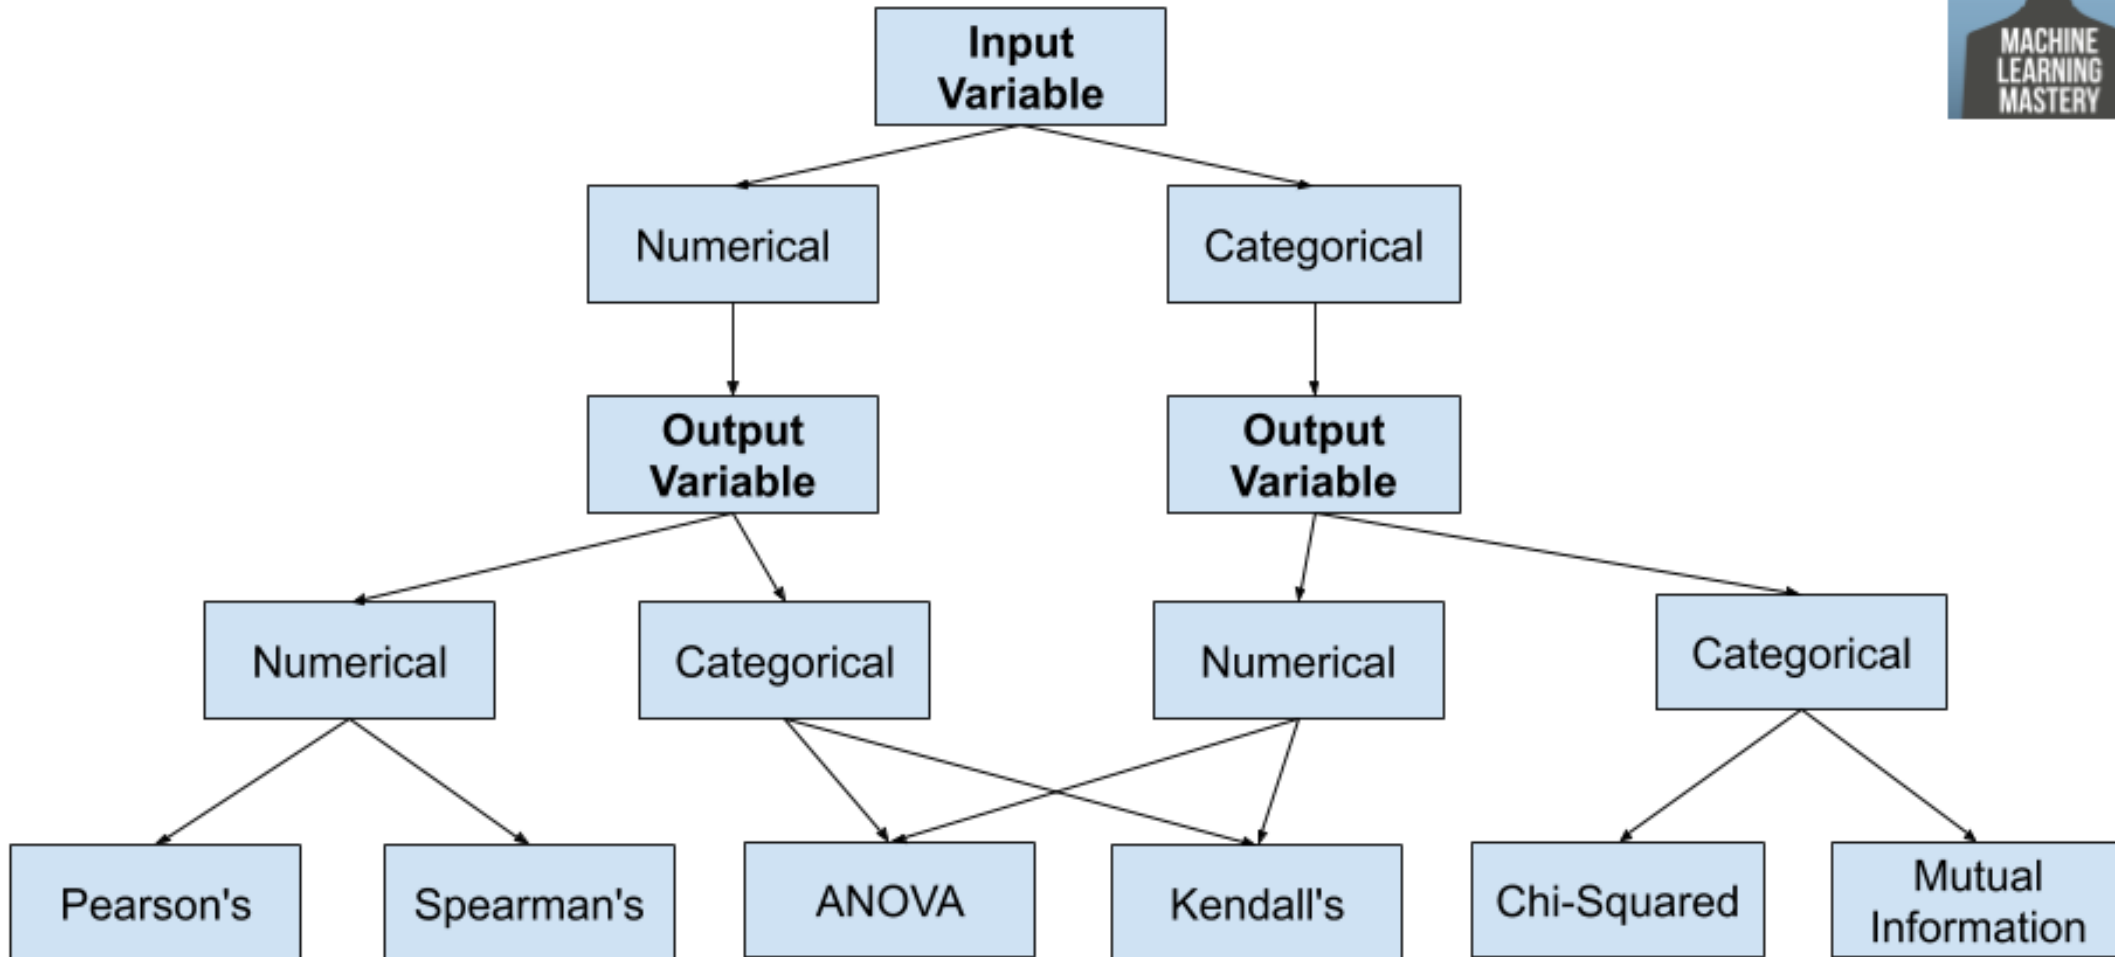 Input
Variable
MACHINE
LEARNING
MASTERY
Numerical
Categorical
Output
Variable
Output
Variable
Numerical
Categorical
Numerical
Categorical
Pearson's
Spearman's
ANOVA
Kendall's
Chi-Squared
Mutual
Information